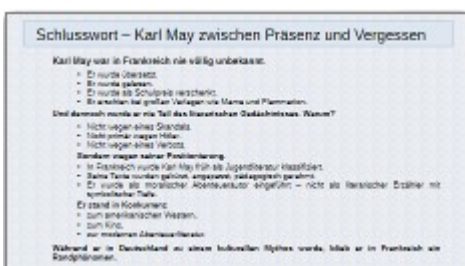 Schlusswort – Karl May zwischen Präsenz und Vergessen
Karl May war in Frankreich nie völlig unbekannt.
• Er wurde übersetzt.
• Er wurde gelesen.
• Er wurde als Schulpreis verschenkt.
• Er erschien bei großen Verlagen wie Mame und Flammarion.
Und dennoch wurde er nie Teil des literarischen Gedächtnisses. Warum?
• Nicht wegen eines Skandals.
• Nicht primär wegen Hitler.
• Nicht wegen eines Verbots.
Sondern wegen seiner Positionierung.
• In Frankreich wurde Karl May früh als Jugendliteratur klassifiziert.
• Seine Texte wurden gekürzt, angepasst, pädagogisch gerahmt.
• Er wurde als moralischer Abenteuerautor eingeführt – nicht als literarischer Erzähler mit
symbolischer Tiefe.
Er stand in Konkurrenz:
• zum amerikanischen Western,
• zum Kino,
• zur modernen Abenteuerliteratur.
Während er in Deutschland zu einem kulturellen Mythos wurde, blieb er in Frankreich ein
Randphänomen.